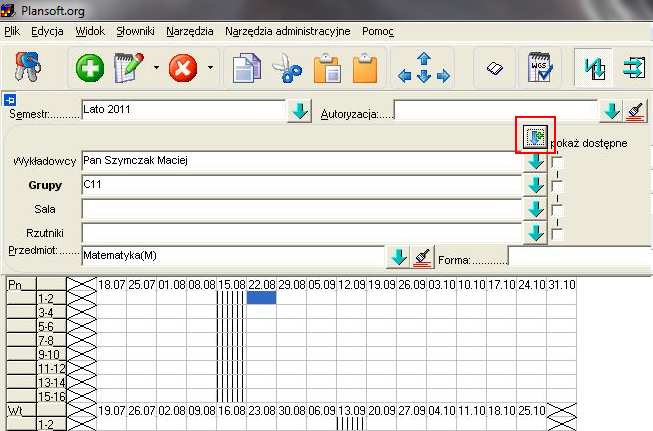 Plansoft.org
Plik Edycja Widok Słowniki Narzędzia Narzędzia administracyjne Pomoc
WGS
Semestr:......... Lato 2011 Autoryzacja:..........
pokaż dostępne
Wykładowcy Pan Szymczak Maciej
Grupy C11
Sala
Rzutniki
Przedmiot:...... Matematyka(M) Forma:............
Pn 18.07 25.07 01.08 08.08 15.08 22.08 29.08 05.09 12.09 19.09 26.09 03.10 10.10 17.10 24.10 31.10
1-2
3-4
5-6
7-8
9-10
11-12
13-14
15-16
Wt 19.07 26.07 02.08 09.08 16.08 23.08 30.08 06.09 13.09 20.09 27.09 04.10 11.10 18.10 25.10
1-2